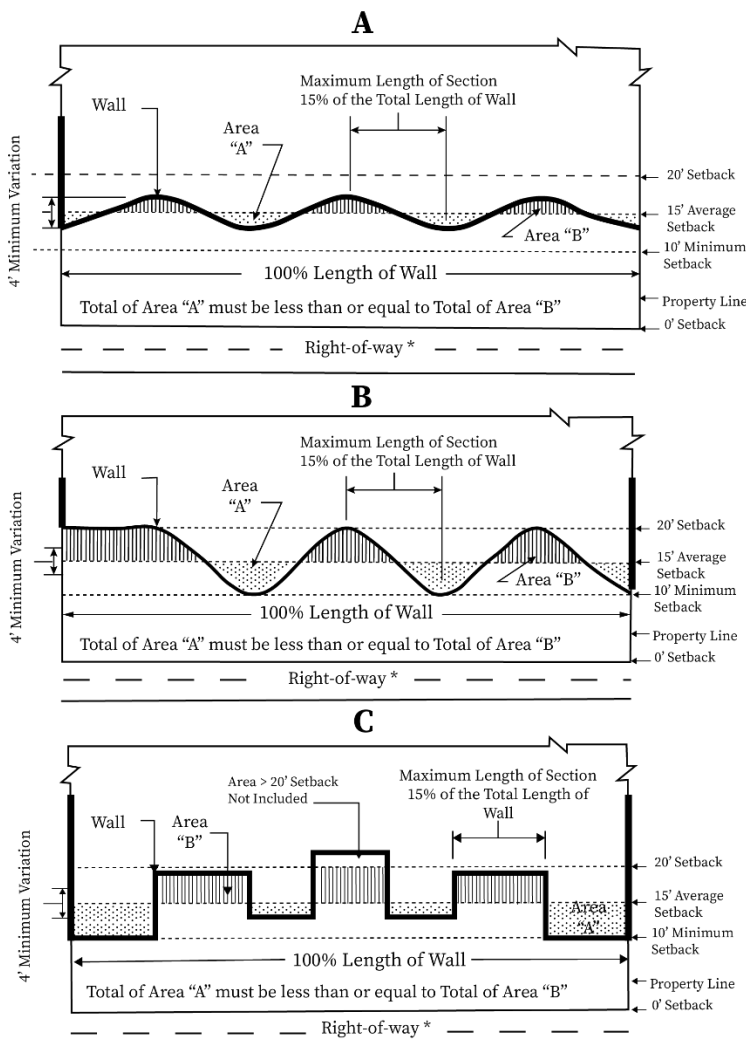 A
Maximum Length of Section
15% of the Total Length of Wall
Wall
Area
“A”
4’ Minimum Variation
20’ Setback
15’ Average
Setback
Area “B”
10’ Minimum
Setback
100% Length of Wall
Total of Area “A” must be less than or equal to Total of Area “B”
Property Line
0’ Setback
Right-of-way *
B
Maximum Length of Section
15% of the Total Length of Wall
Wall
Area
“A”
4’ Minimum Variation
20’ Setback
15’ Average
Setback
Area “B”
10’ Minimum
Setback
100% Length of Wall
Total of Area “A” must be less than or equal to Total of Area “B”
Property Line
0’ Setback
Right-of-way *
C
Area > 20’ Setback
Not Included
Maximum Length of Section
15% of the Total Length of
Wall
Wall
Area
“B”
4’ Minimum Variation
20’ Setback
15’ Average
Setback
Area
“A”
10’ Minimum
Setback
100% Length of Wall
Total of Area “A” must be less than or equal to Total of Area “B”
Property Line
0’ Setback
Right-of-way *